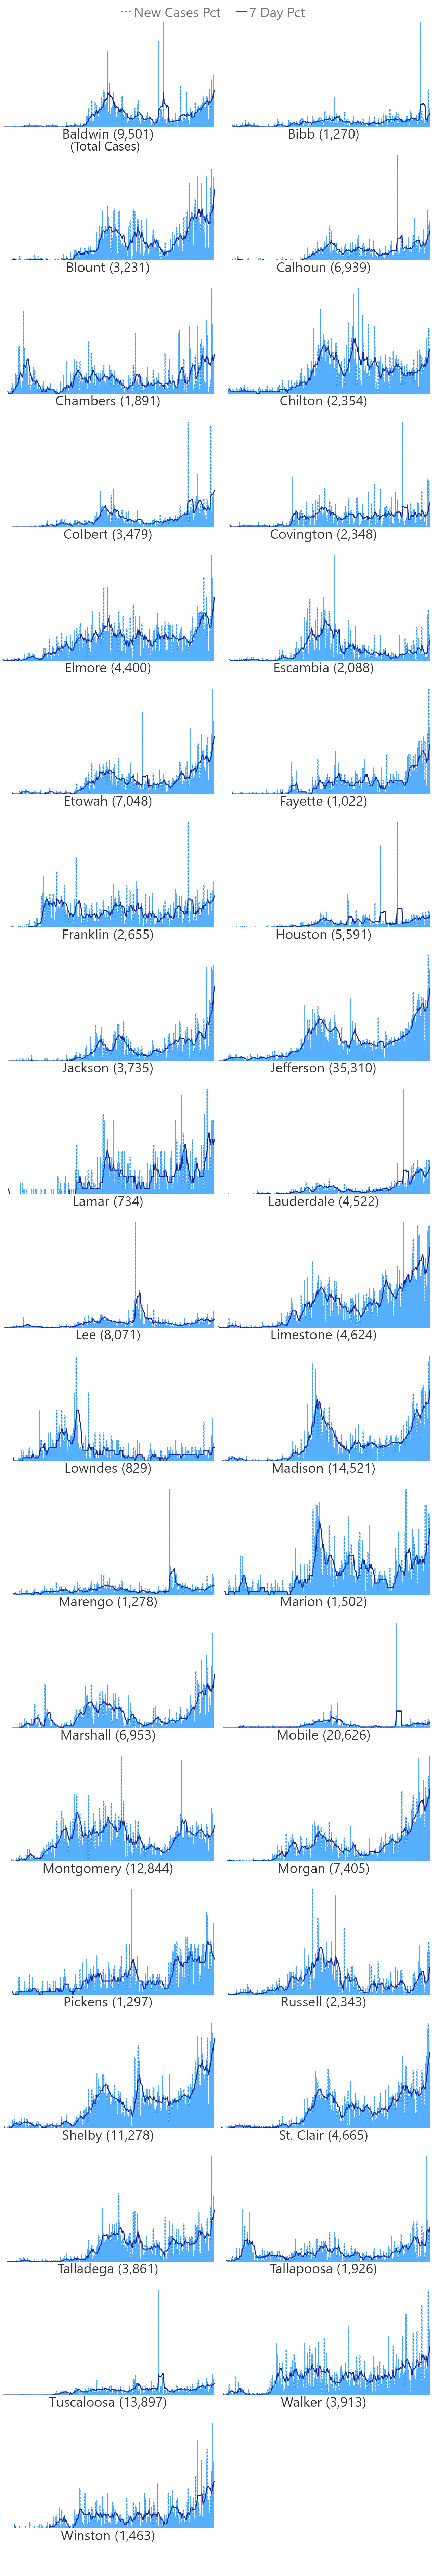 New Cases Pct 7 Day Pct
Baldwin (9,501) Bibb (1,270)
(Total Cases)
Blount (3,231) Calhoun (6,939)
Chambers (1,891) Chilton (2,354)
Colbert (3,479) Covington (2,348)
Elmore (4,400) Escambia (2,088)
Etowah (7,048) Fayette (1,022)
Franklin (2,655) Houston (5,591)
Jackson (3,735) Jefferson (35,310)
Lamar (734) Lauderdale (4,522)
Lee (8,071) Limestone (4,624)
Lowndes (829) Madison (14,521)
Marengo (1,278) Marion (1,502)
Marshall (6,953) Mobile (20,626)
Montgomery (12,844) Morgan (7,405)
Pickens (1,297) Russell (2,343)
Shelby (11,278) St. Clair (4,665)
Talladega (3,861) Tallapoosa (1,926)
Tuscaloosa (13,897) Walker (3,913)
Winston (1,463)